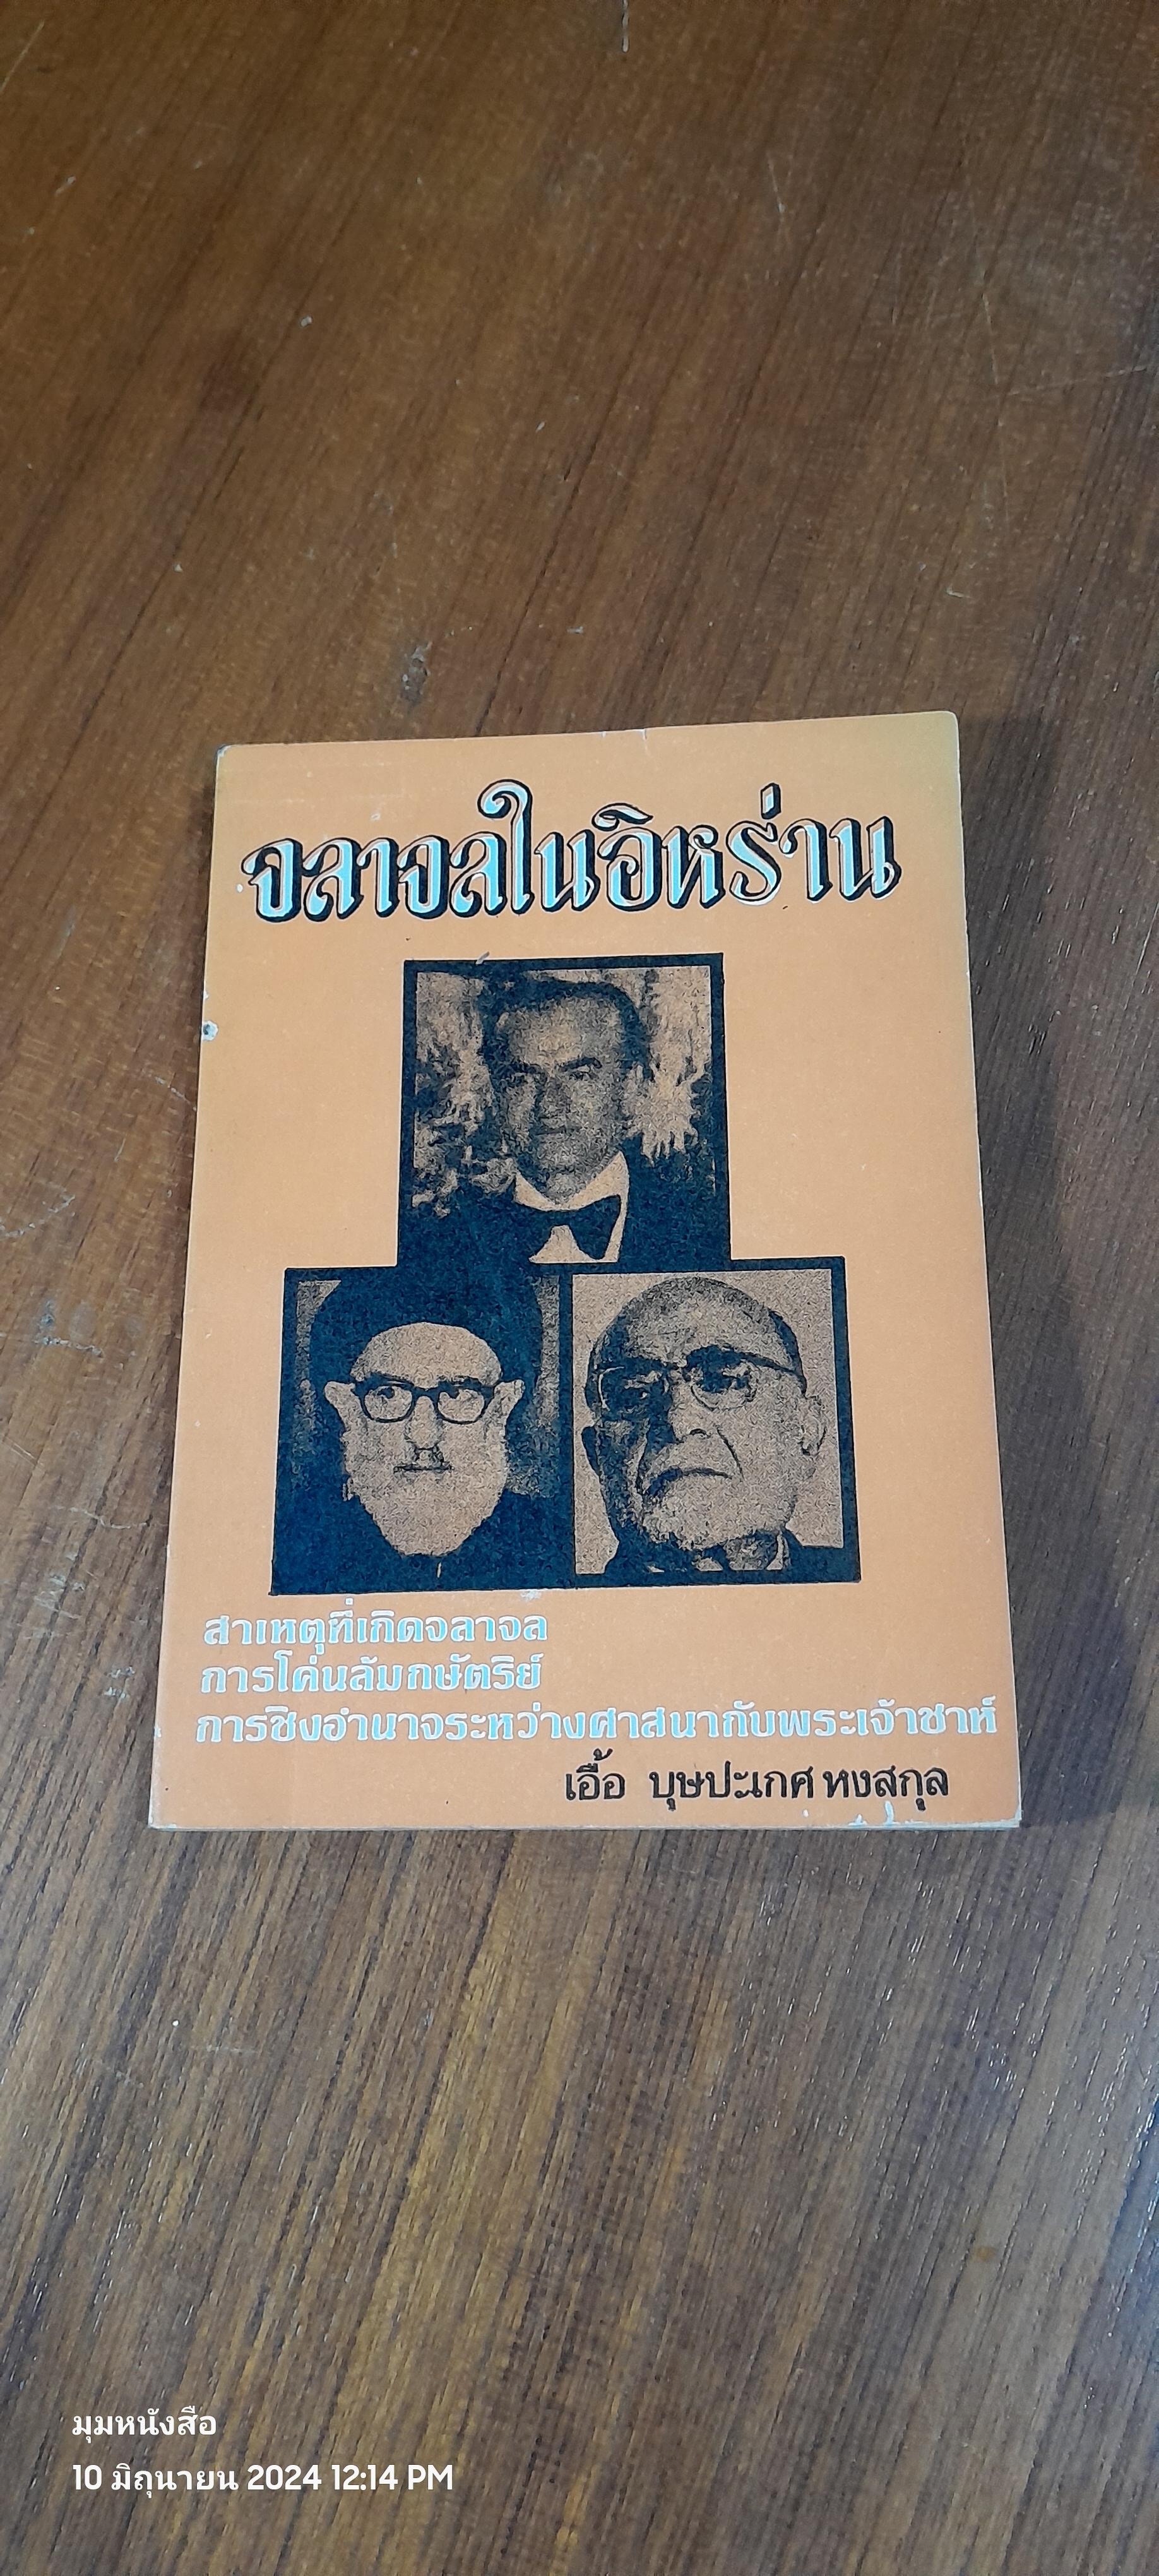 จลาจลในอิหร่าน
สาเหตุที่เกิดจลาจล
การโค่นล้มกษัตริย์
การชิงอำนาจระหว่างศาสนากับพระเจ้าชาห์
เอื้อ บุษปะเกศ หงสกุล
มุมหนังสือ
10 มิถุนายน 2024 12:14 PM